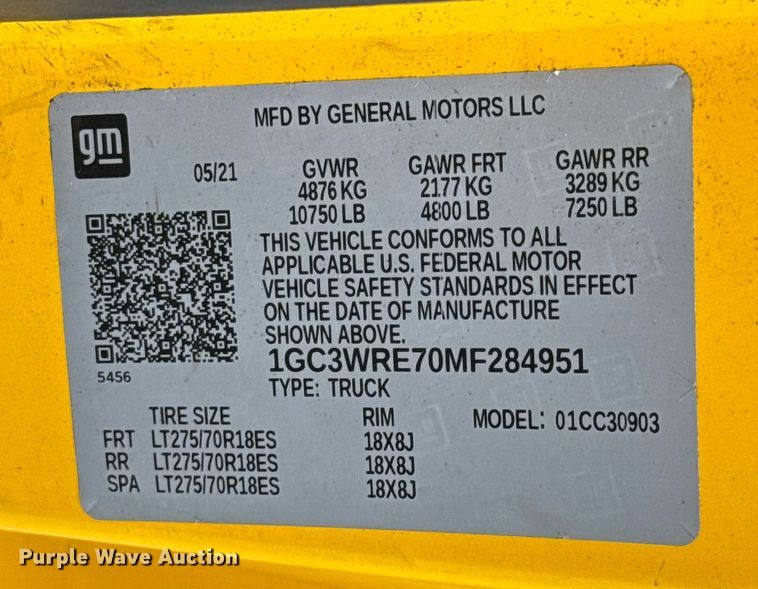 MFD BY GENERAL MOTORS LLC
gm
05/21
GVWR GAWR FRT GAWR RR
4876 KG 2177 KG 3289 KG
10750 LB 4800 LB 7250 LB
THIS VEHICLE CONFORMS TO ALL
APPLICABLE U.S. FEDERAL MOTOR
VEHICLE SAFETY STANDARDS IN EFFECT
ON THE DATE OF MANUFACTURE
SHOWN ABOVE.
1GC3WRE70MF284951
5456
TYPE: TRUCK
TIRE SIZE RIM MODEL: 01CC30903
FRT LT275/70R18ES 18X8J
RR LT275/70R18ES 18X8J
SPA LT275/70R18ES 18X8J
Purple Wave Auction